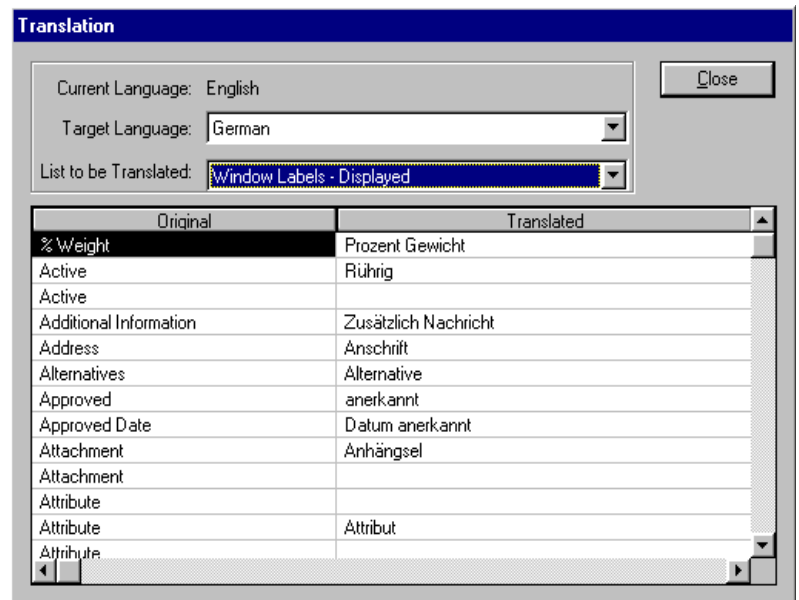 Translation
Current Language: English
Close
Target Language: German
List to be Translated: Window Labels - Displayed
Original Translated
% Weight Prozent Gewicht
Active Rührig
Active
Additional Information Zusätzlich Nachricht
Address Anschrift
Alternatives Alternative
Approved anerkannt
Approved Date Datum anerkannt
Attachment Anhängsel
Attachment
Attribute
Attribute Attribut
Attribute